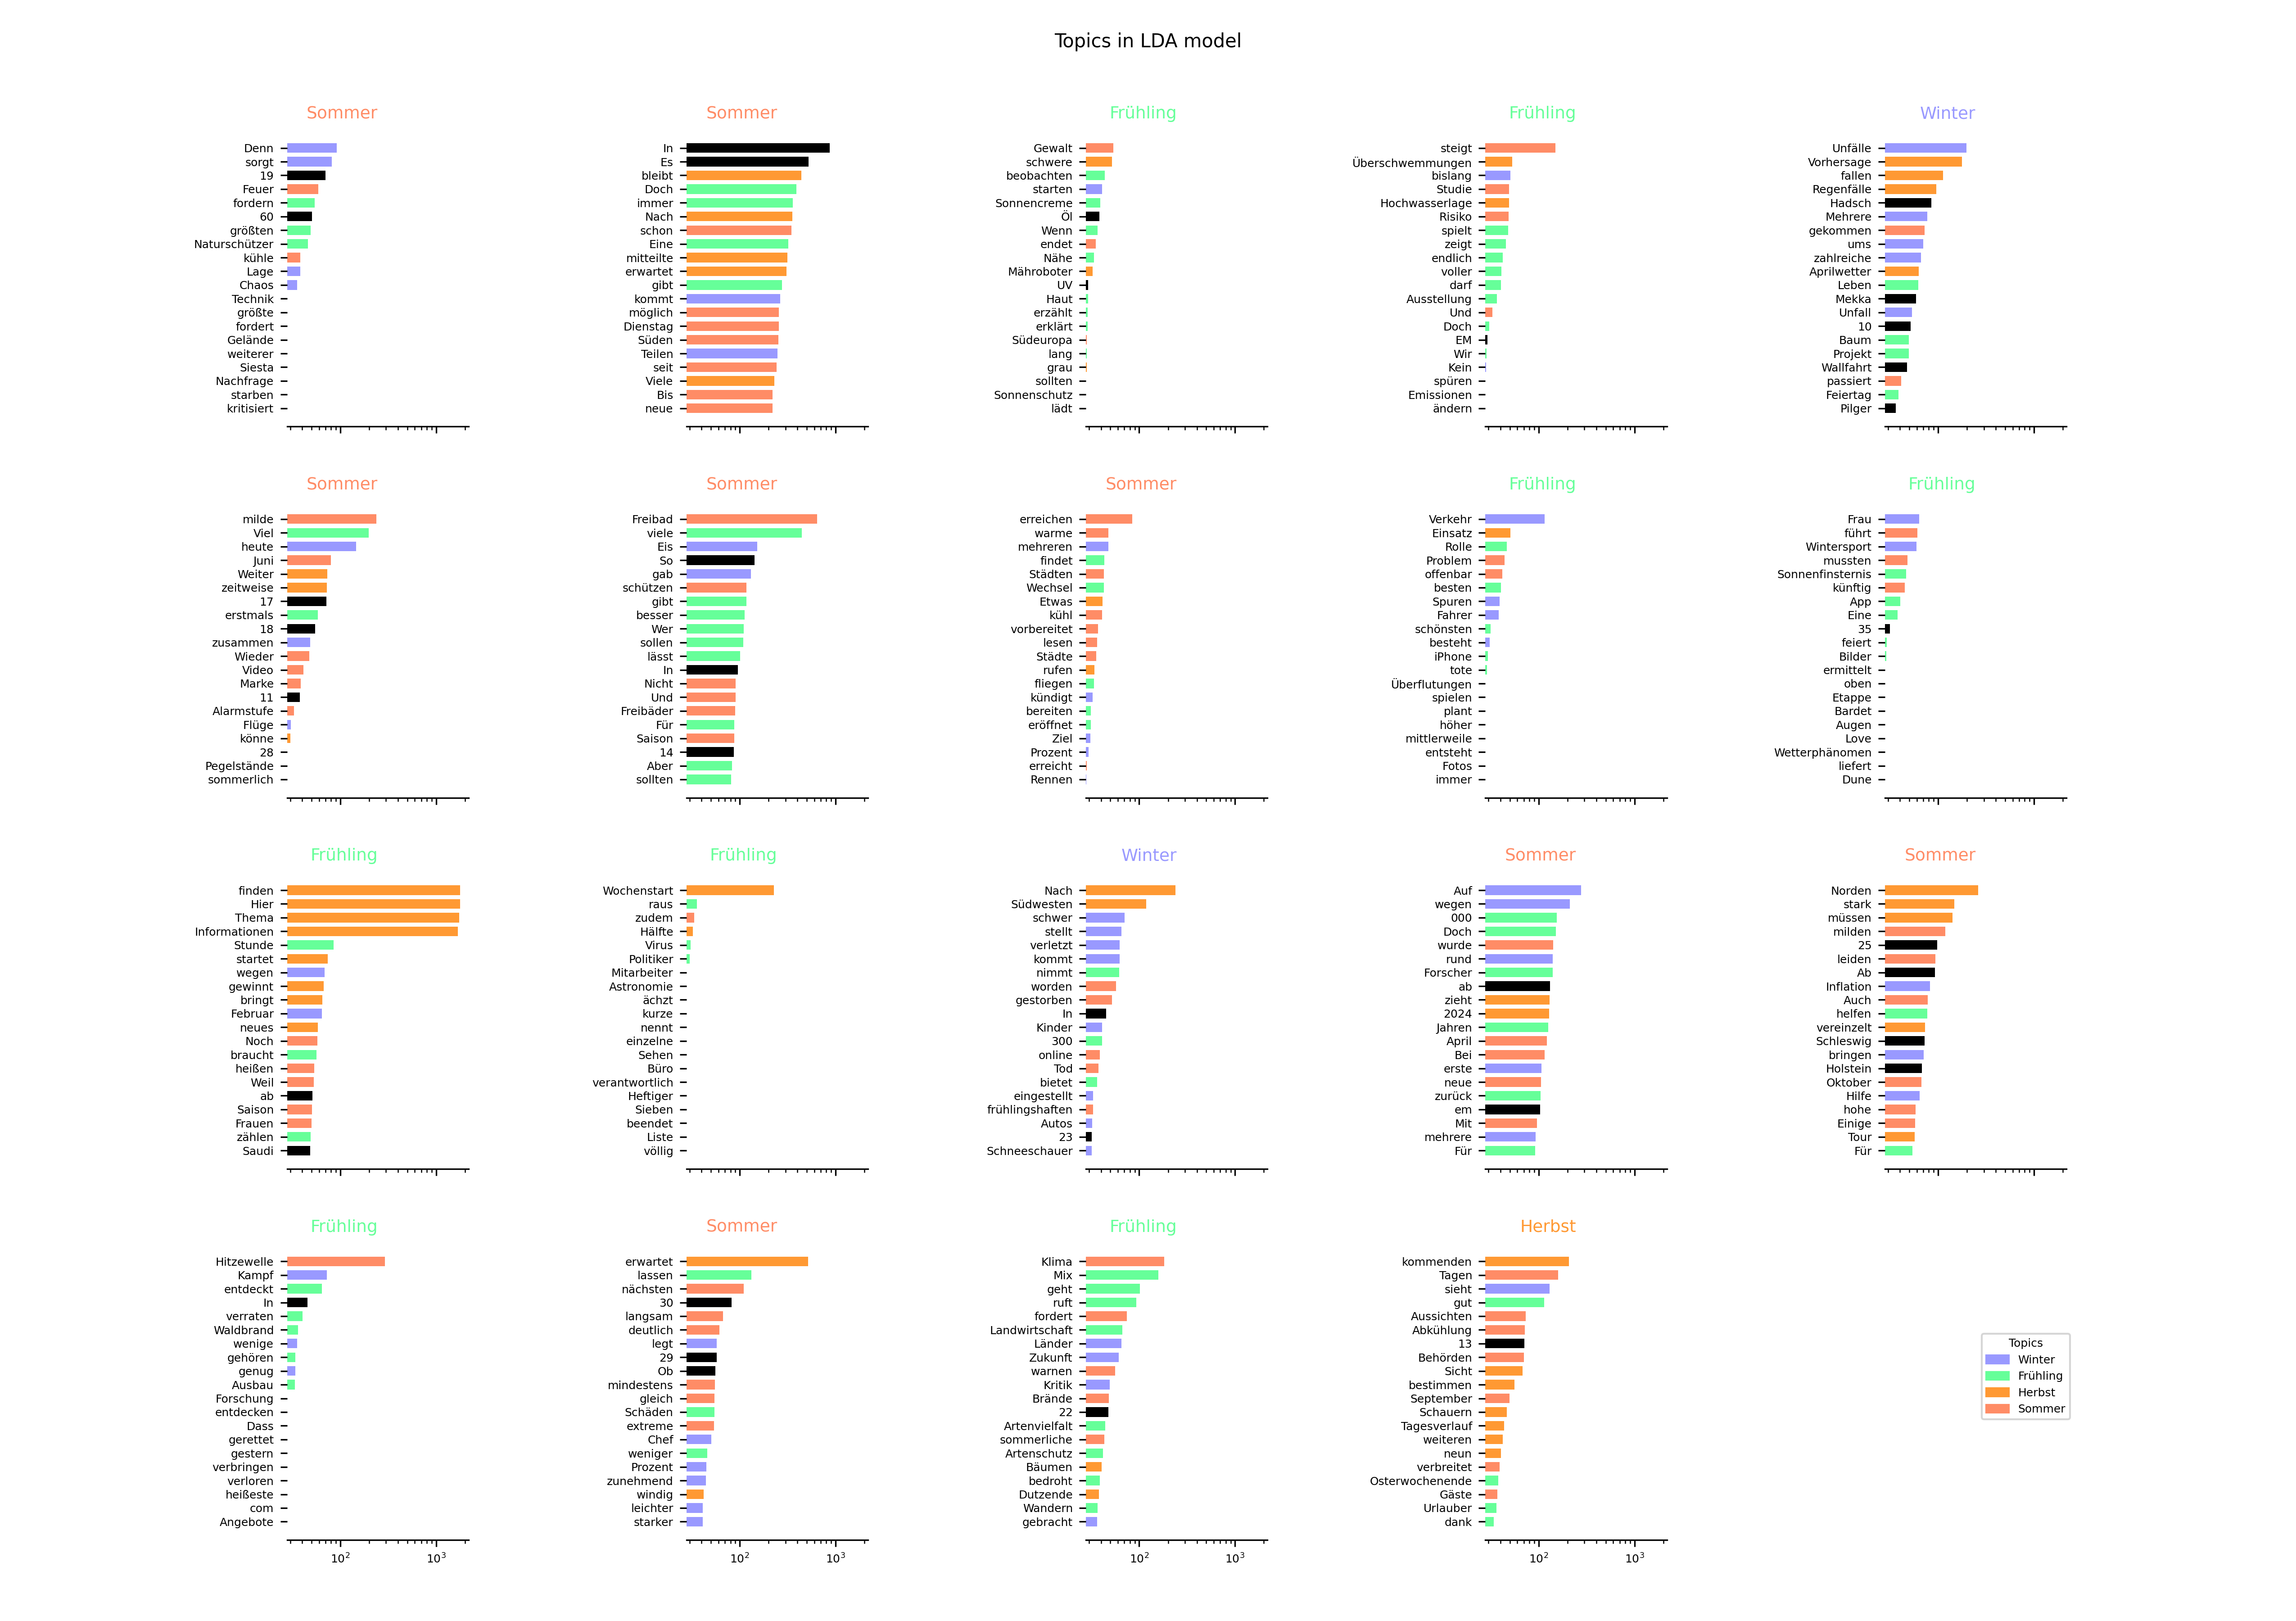 Topics in LDA model
Sommer
Denn
sorgt
19
Feuer
fordern
60
größten
Naturschützer
kühle
Lage
Chaos
Technik
größte
fordert
Gelände
weiterer
Siesta
Nachfrage
starben
kritisiert
Sommer
In
Es
bleibt
Doch
immer
Nach
schon
Eine
mitteilte
erwartet
gibt
kommt
möglich
Dienstag
Süden
Teilen
seit
Viele
Bis
neue
Frühling
Gewalt
schwere
beobachten
starten
Sonnencreme
Öl
Wenn
endet
Nähe
Mähroboter
UV
Haut
erzählt
erklärt
Südeuropa
lang
grau
sollten
Sonnenschutz
lädt
Frühling
steigt
Überschwemmungen
bislang
Studie
Hochwasserlage
Risiko
spielt
zeigt
endlich
voller
darf
Ausstellung
Und
Doch
EM
Wir
Kein
spüren
Emissionen
ändern
Winter
Unfälle
Vorhersage
fallen
Regenfälle
Hadsch
Mehrere
gekommen
ums
zahlreiche
Aprilwetter
Leben
Mekka
Unfall
10
Baum
Projekt
Wallfahrt
passiert
Feiertag
Pilger
Sommer
milde
Viel
heute
Juni
Weiter
zeitweise
17
erstmals
18
zusammen
Wieder
Video
Marke
11
Alarmstufe
Flüge
könne
28
Pegelstände
sommerlich
Sommer
Freibad
viele
Eis
So
gab
schützen
gibt
besser
Wer
sollen
lässt
In
Nicht
Und
Freibäder
Für
Saison
14
Aber
sollten
Sommer
erreichen
warme
mehreren
findet
Städten
Wechsel
Etwas
kühl
vorbereitet
lesen
Städte
rufen
fliegen
kündigt
bereiten
eröffnet
Ziel
Prozent
erreicht
Rennen
Frühling
Verkehr
Einsatz
Rolle
Problem
offenbar
besten
Spuren
Fahrer
schönsten
besteht
iPhone
tote
Überflutungen
spielen
plant
höher
mittlerweile
entsteht
Fotos
immer
Frühling
Frau
führt
Wintersport
mussten
Sonnenfinsternis
künftig
App
Eine
35
feiert
Bilder
ermittelt
oben
Etappe
Bardet
Augen
Love
Wetterphänomen
liefert
Dune
Frühling
finden
Hier
Thema
Informationen
Stunde
startet
wegen
gewinnt
bringt
Februar
neues
Noch
braucht
heißen
Weil
ab
Saison
Frauen
zählen
Saudi
Frühling
Wochenstart
raus
zudem
Hälfte
Virus
Politiker
Mitarbeiter
Astronomie
ächzt
kurze
nennt
einzelne
Sehen
Büro
verantwortlich
Heftiger
Sieben
beendet
Liste
völlig
Winter
Nach
Südwesten
schwer
stellt
verletzt
kommt
nimmt
worden
gestorben
In
Kinder
300
online
Tod
bietet
eingestellt
frühlingshaften
Autos
23
Schneeschauer
Sommer
Auf
wegen
000
Doch
wurde
rund
Forscher
ab
zieht
2024
Jahren
April
Bei
erste
neue
zurück
em
Mit
mehrere
Für
Sommer
Norden
stark
müssen
milden
25
leiden
Ab
Inflation
Auch
helfen
vereinzelt
Schleswig
bringen
Holstein
Oktober
Hilfe
hohe
Einige
Tour
Für
Frühling
Hitzewelle
Kampf
entdeckt
In
verraten
Waldbrand
wenige
gehören
genug
Ausbau
Forschung
entdecken
Dass
gerettet
gestern
verbringen
verloren
heißeste
com
Angebote
10²
10³
Sommer
erwartet
lassen
nächsten
30
langsam
deutlich
legt
29
Ob
mindestens
gleich
Schäden
extreme
Chef
weniger
Prozent
zunehmend
windig
leichter
starker
10²
10³
Frühling
Klima
Mix
geht
ruft
fordert
Landwirtschaft
Länder
Zukunft
warnen
Kritik
Brände
22
Artenvielfalt
sommerliche
Artenschutz
Bäumen
bedroht
Dutzende
Wandern
gebracht
10²
10³
Herbst
kommenden
Tagen
sieht
gut
Aussichten
Abkühlung
13
Behörden
Sicht
bestimmen
September
Schauern
Tagesverlauf
weiteren
neun
verbreitet
Osterwochenende
Gäste
Urlauber
dank
10²
10³
Topics
Winter
Frühling
Herbst
Sommer